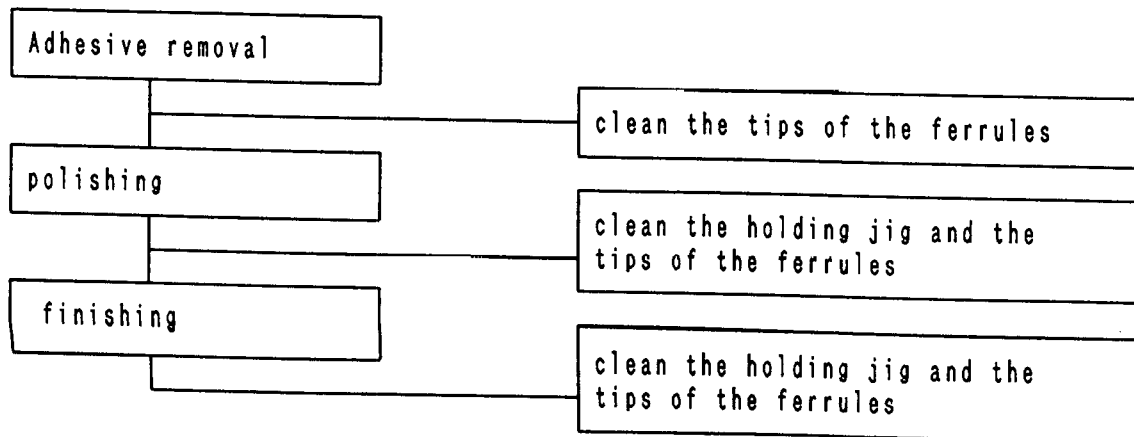 Adhesive removal
clean the tips of the ferrules
polishing
clean the holding jig and the
tips of the ferrules
finishing
clean the holding jig and the
tips of the ferrules